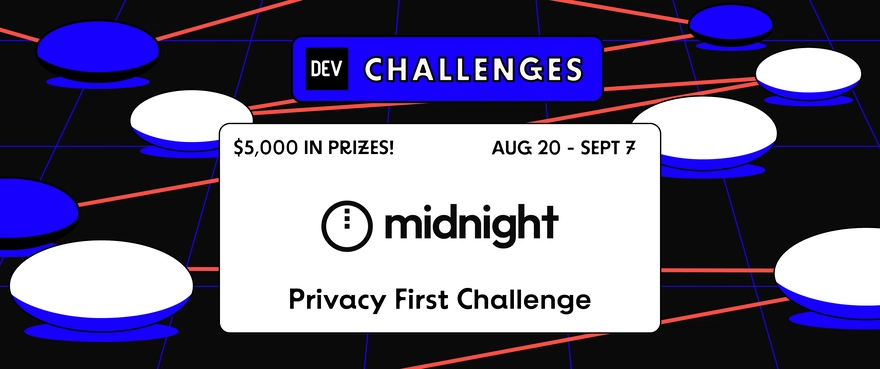 DEV CHALLENGES
$5,000 IN PRIZES! AUG 20 - SEPT 7
midnight
Privacy First Challenge